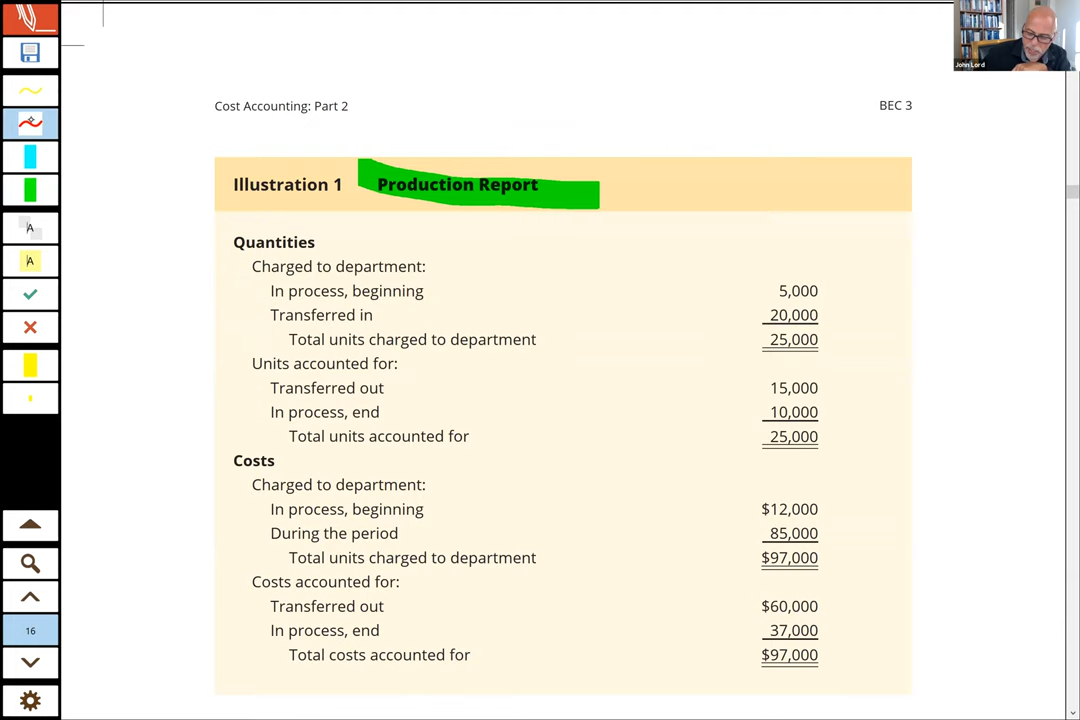 John Lord
Cost Accounting: Part 2 BEC 3
Illustration 1 Production Report
A
Quantities
A
Charged to department:
In process, beginning 5,000
Transferred in 20,000
Total units charged to department 25,000
Units accounted for:
Transferred out 15,000
In process, end 10,000
Total units accounted for 25,000
Costs
Charged to department:
In process, beginning $12,000
During the period 85,000
Total units charged to department $97,000
Costs accounted for:
Transferred out $60,000
In process, end 37,000
16
Total costs accounted for $97,000